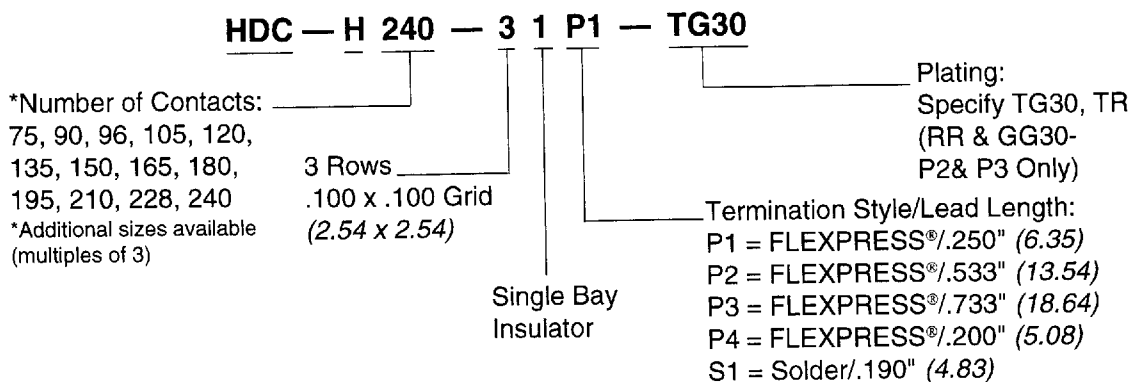 HDC — H 240 — 3 1 P1 — TG30
*Number of Contacts:
75, 90, 96, 105, 120,
135, 150, 165, 180,
195, 210, 228, 240
*Additional sizes available
(multiples of 3)
3 Rows
.100 x .100 Grid
(2.54 x 2.54)
Single Bay
Insulator
Plating:
Specify TG30, TR
(RR & GG30-
P2& P3 Only)
Termination Style/Lead Length:
P1 = FLEXPRESS®/.250" (6.35)
P2 = FLEXPRESS®/.533" (13.54)
P3 = FLEXPRESS®/.733" (18.64)
P4 = FLEXPRESS®/.200" (5.08)
S1 = Solder/.190" (4.83)